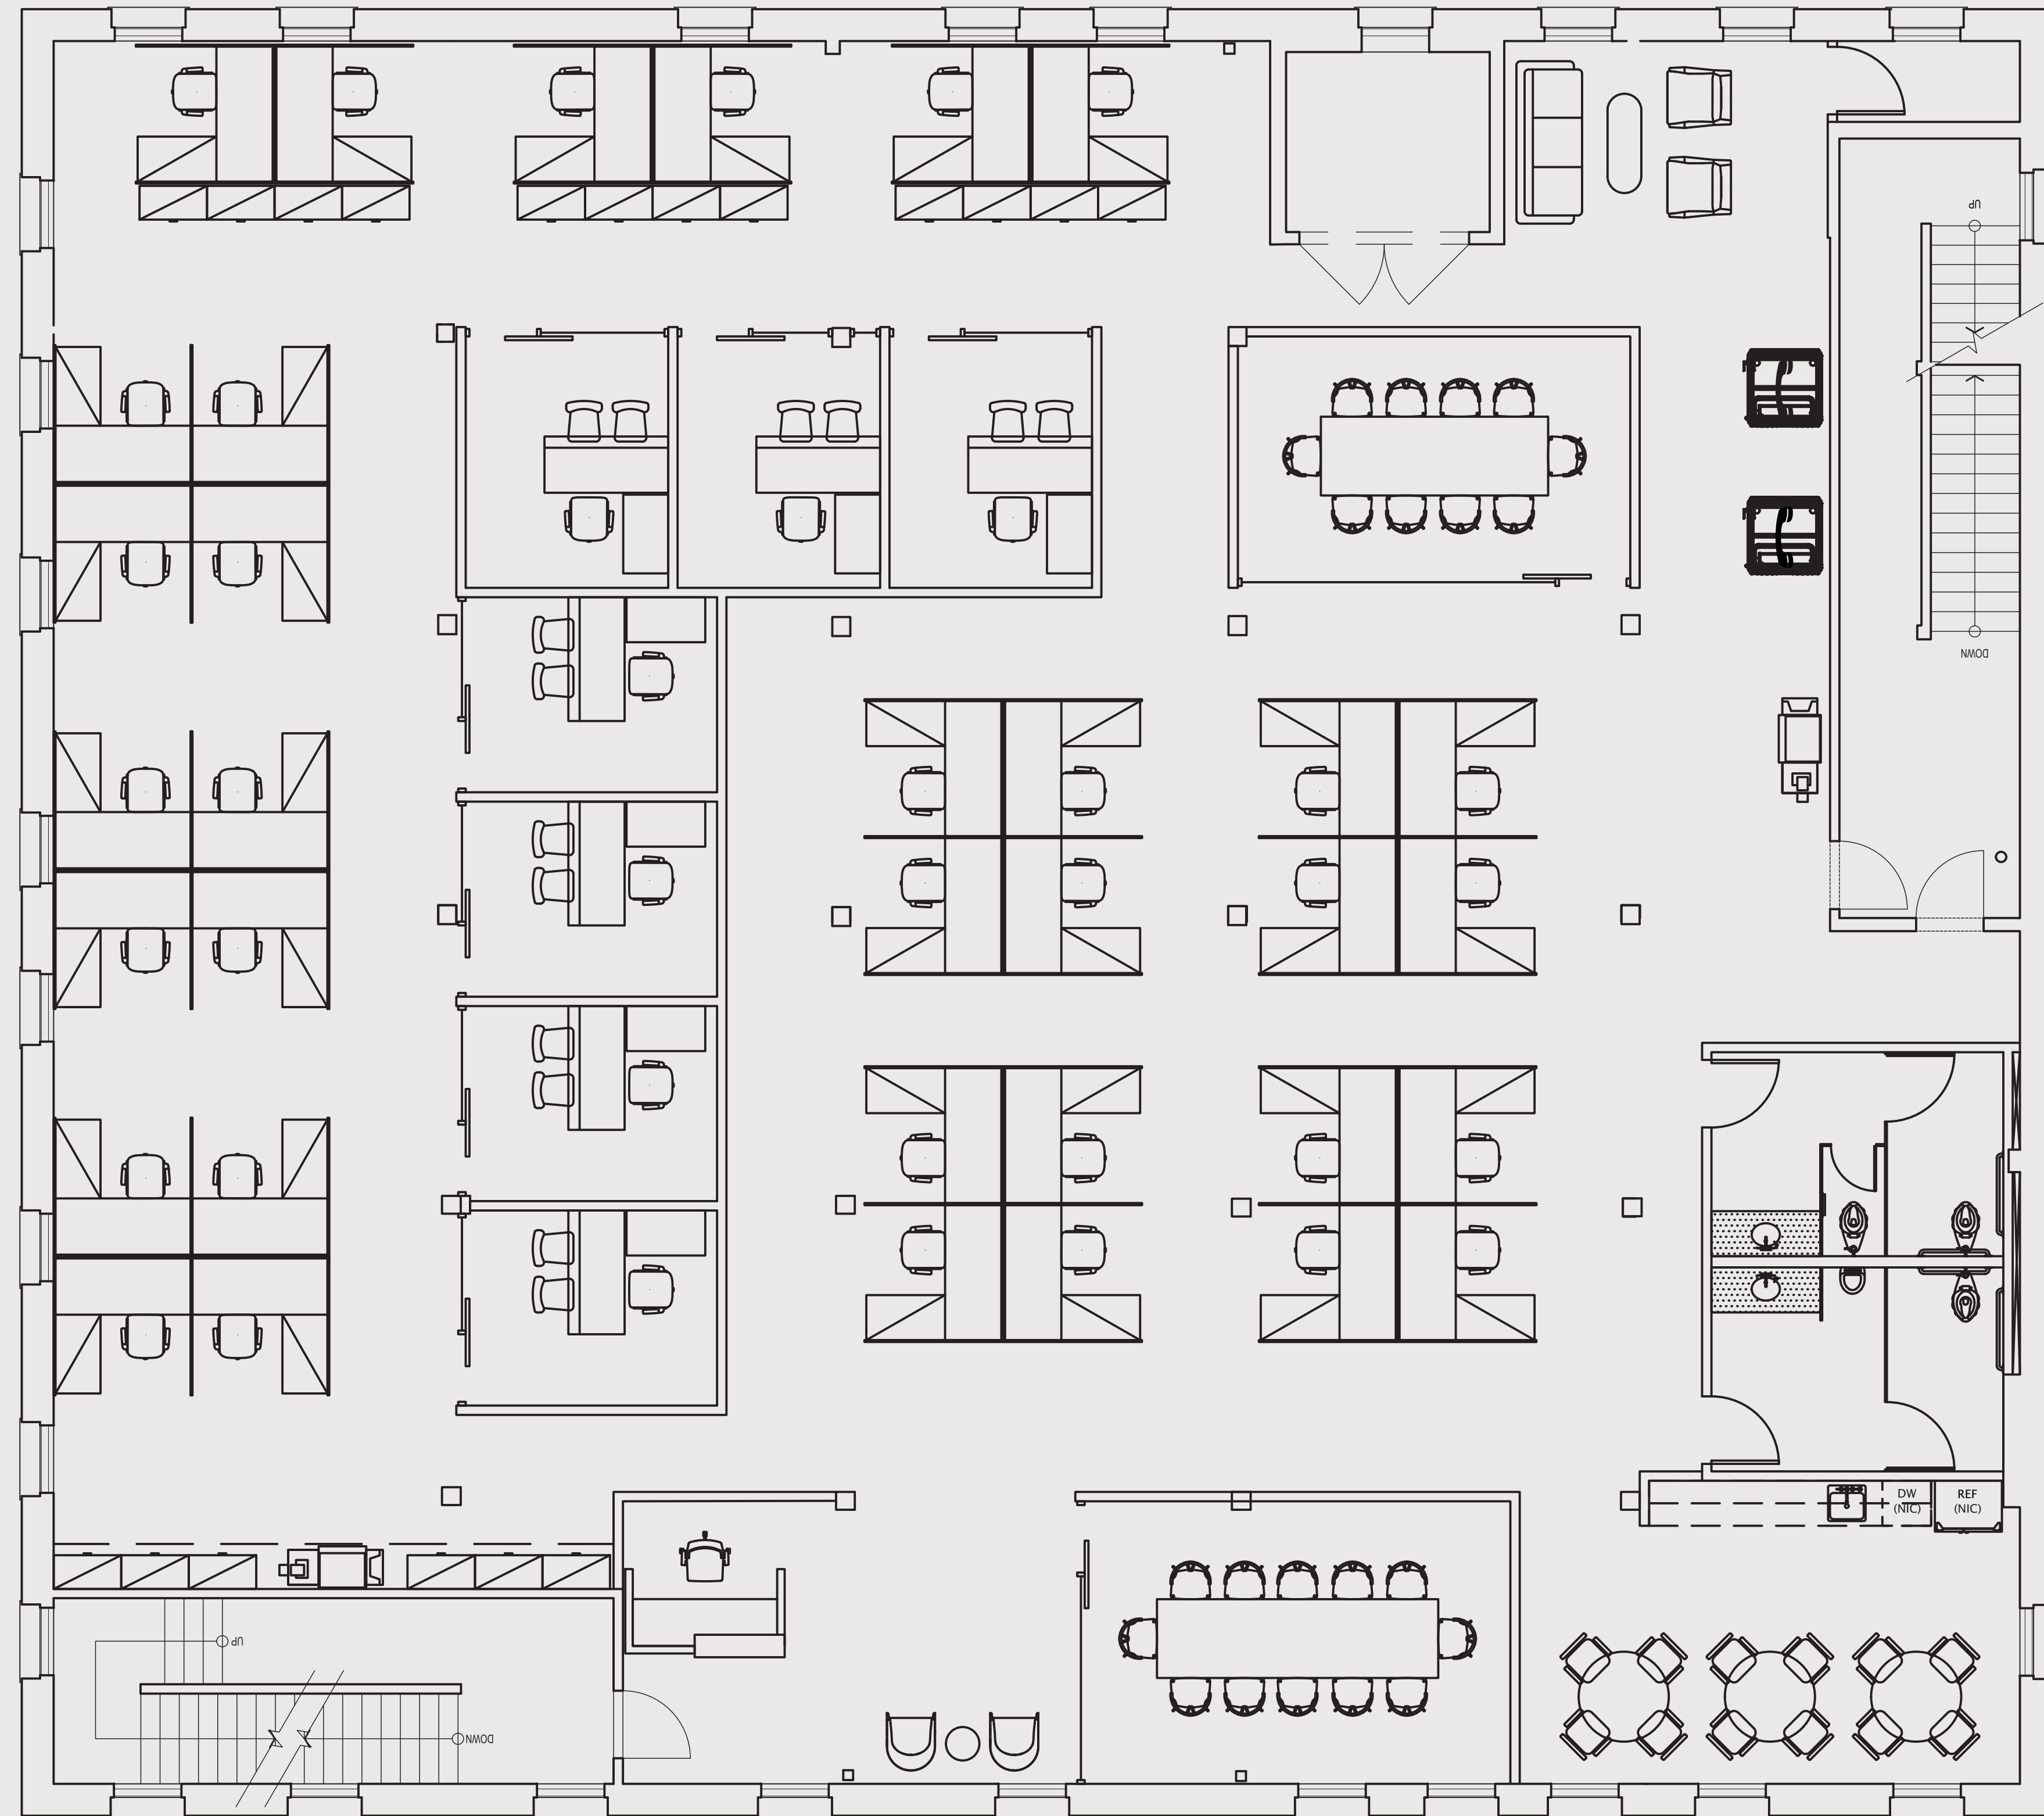 UP
DOWN
DW
(NIC)
REF
(NIC)
UP
DOWN